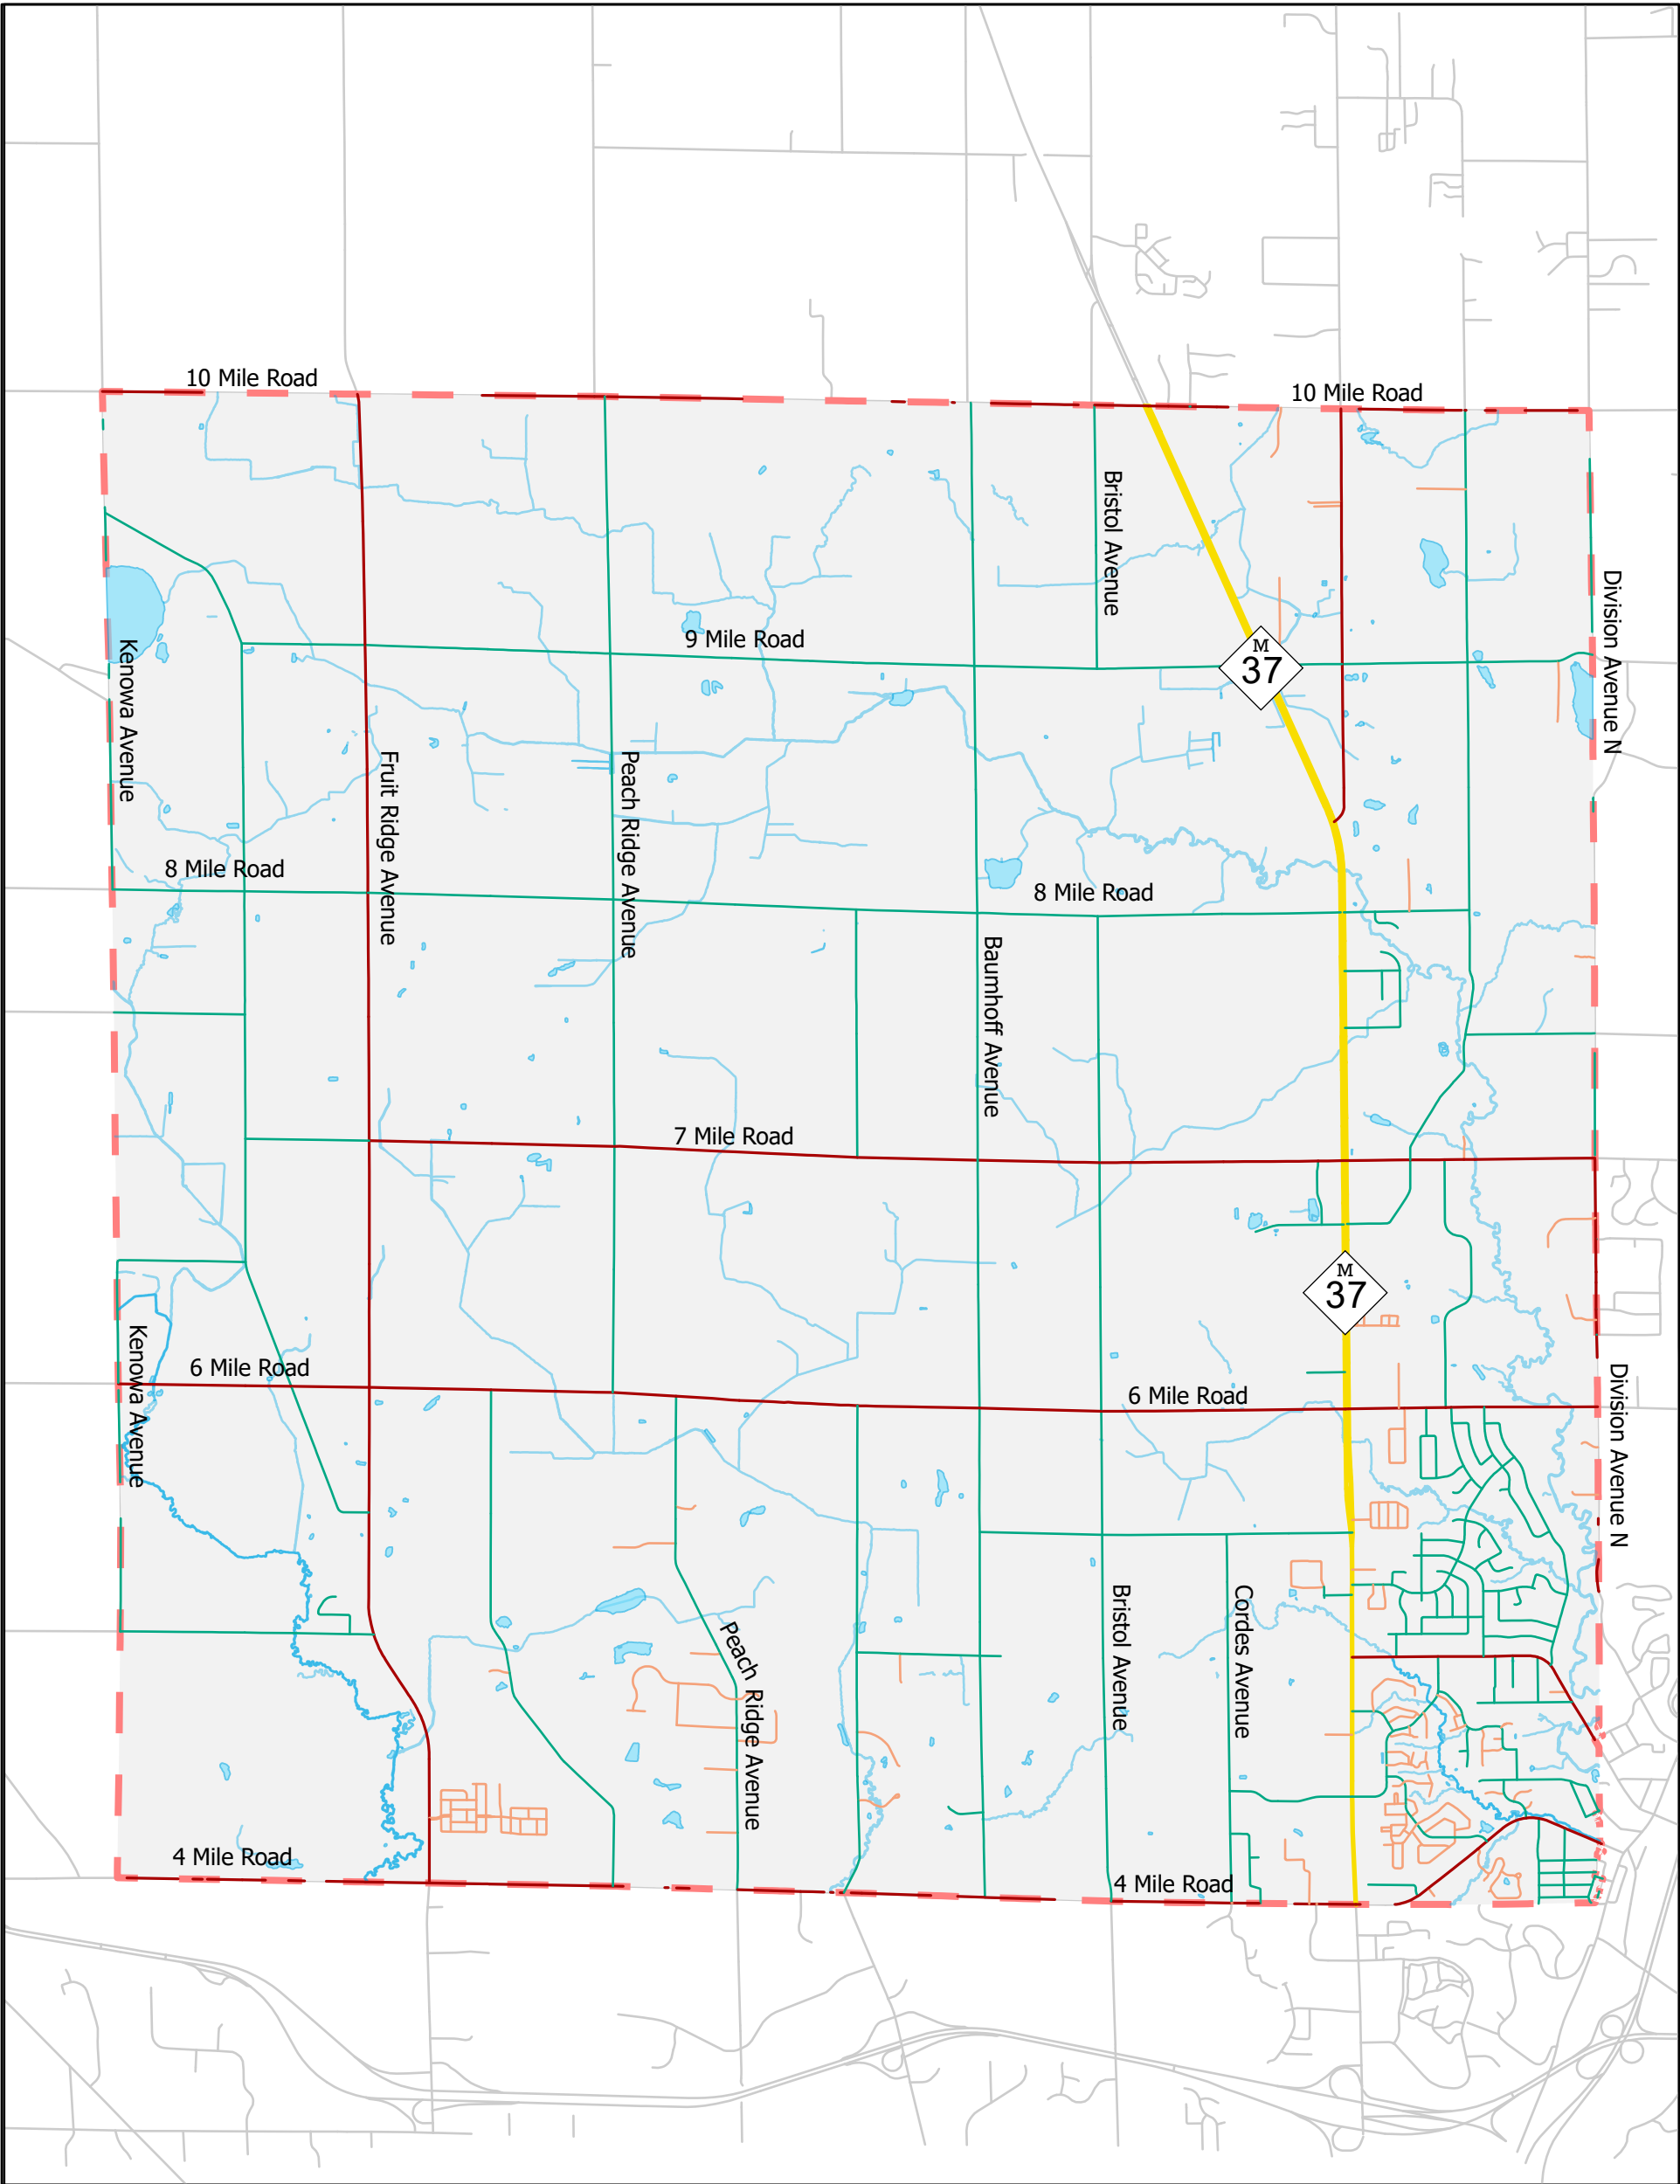 10 Mile Road
10 Mile Road
Bristol Avenue
Division Avenue N
9 Mile Road
M
37
Kenowa Avenue
Fruit Ridge Avenue
Peach Ridge Avenue
8 Mile Road
8 Mile Road
Baumhoff Avenue
7 Mile Road
M
37
Kenowa Avenue
6 Mile Road
6 Mile Road
Division Avenue N
Bristol Avenue
Cordes Avenue
Peach Ridge Avenue
4 Mile Road
4 Mile Road